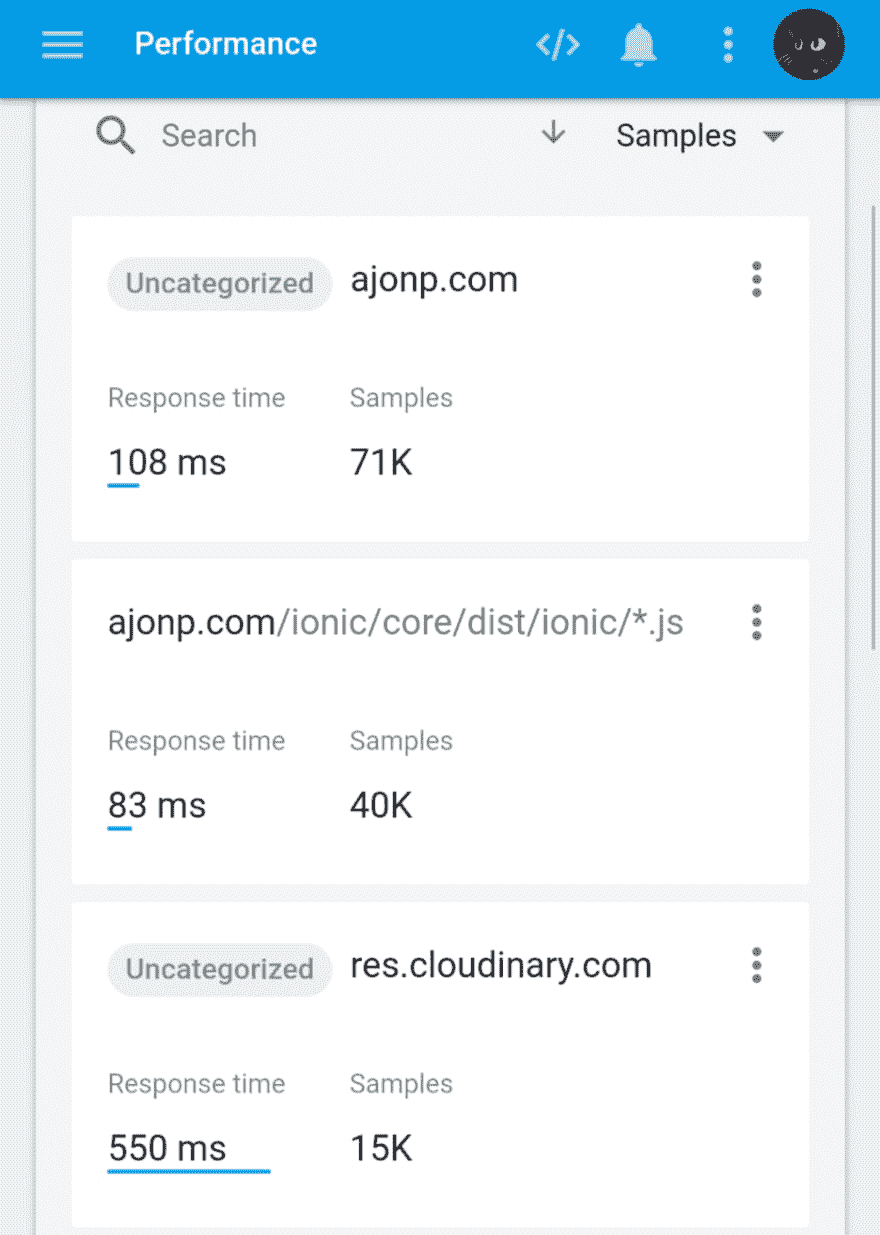 Performance
Search Samples
Uncategorized ajonp.com
Response time Samples
108 ms 71K
ajonp.com/ionic/core/dist/ionic/*.js
Response time Samples
83 ms 40K
Uncategorized res.cloudinary.com
Response time Samples
550 ms 15K